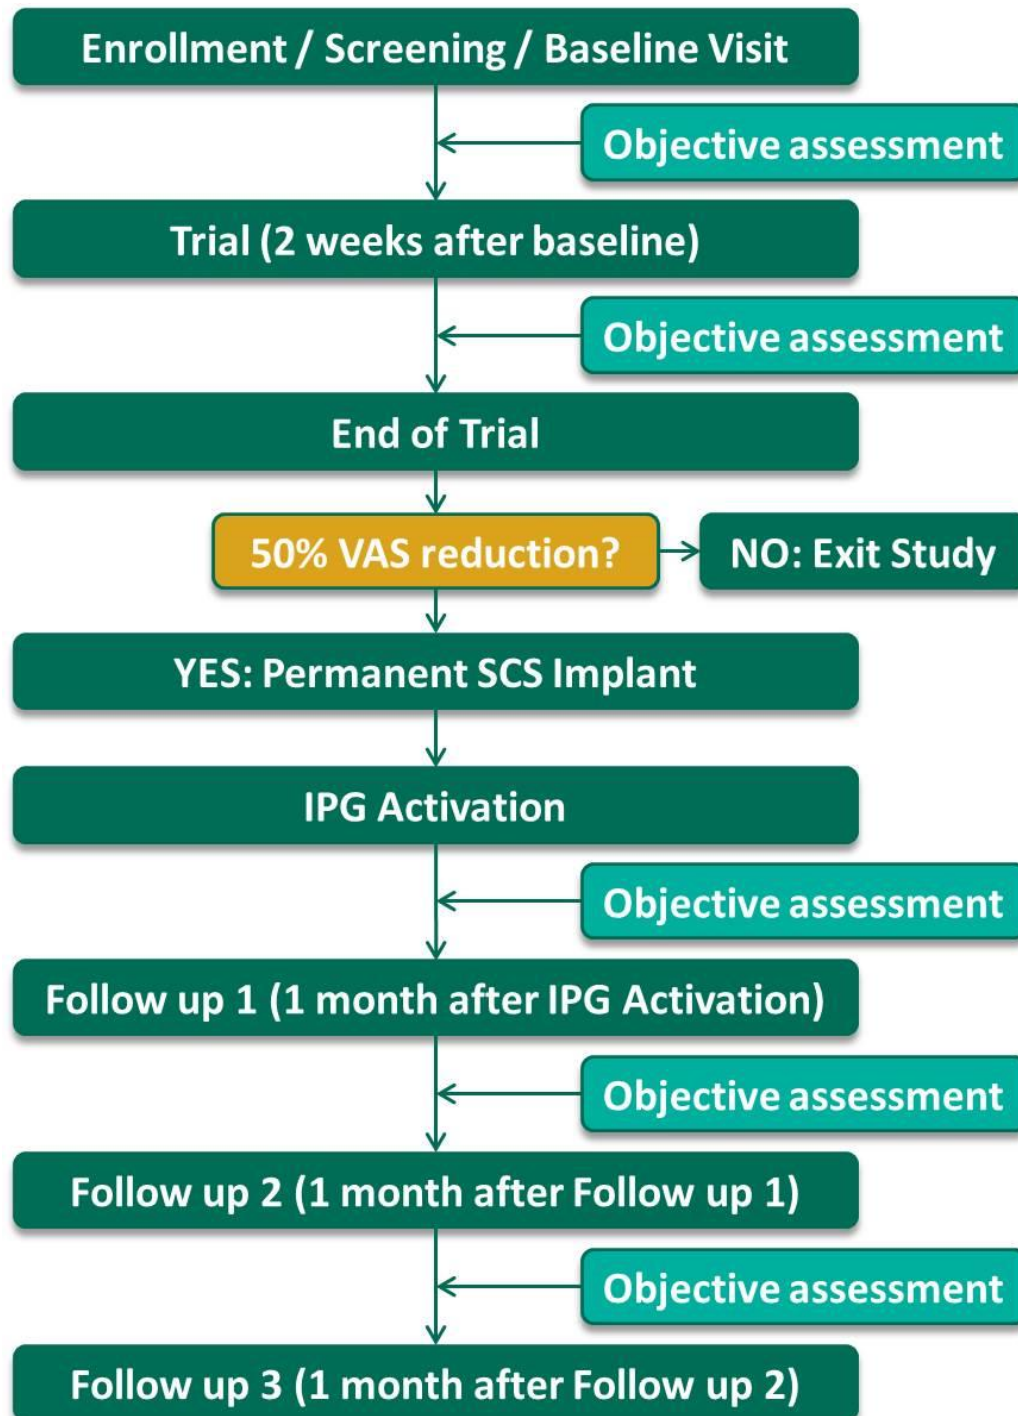 Enrollment / Screening / Baseline Visit
Objective assessment
Trial (2 weeks after baseline)
Objective assessment
End of Trial
50% VAS reduction?
NO: Exit Study
YES: Permanent SCS Implant
IPG Activation
Objective assessment
Follow up 1 (1 month after IPG Activation)
Objective assessment
Follow up 2 (1 month after Follow up 1)
Objective assessment
Follow up 3 (1 month after Follow up 2)